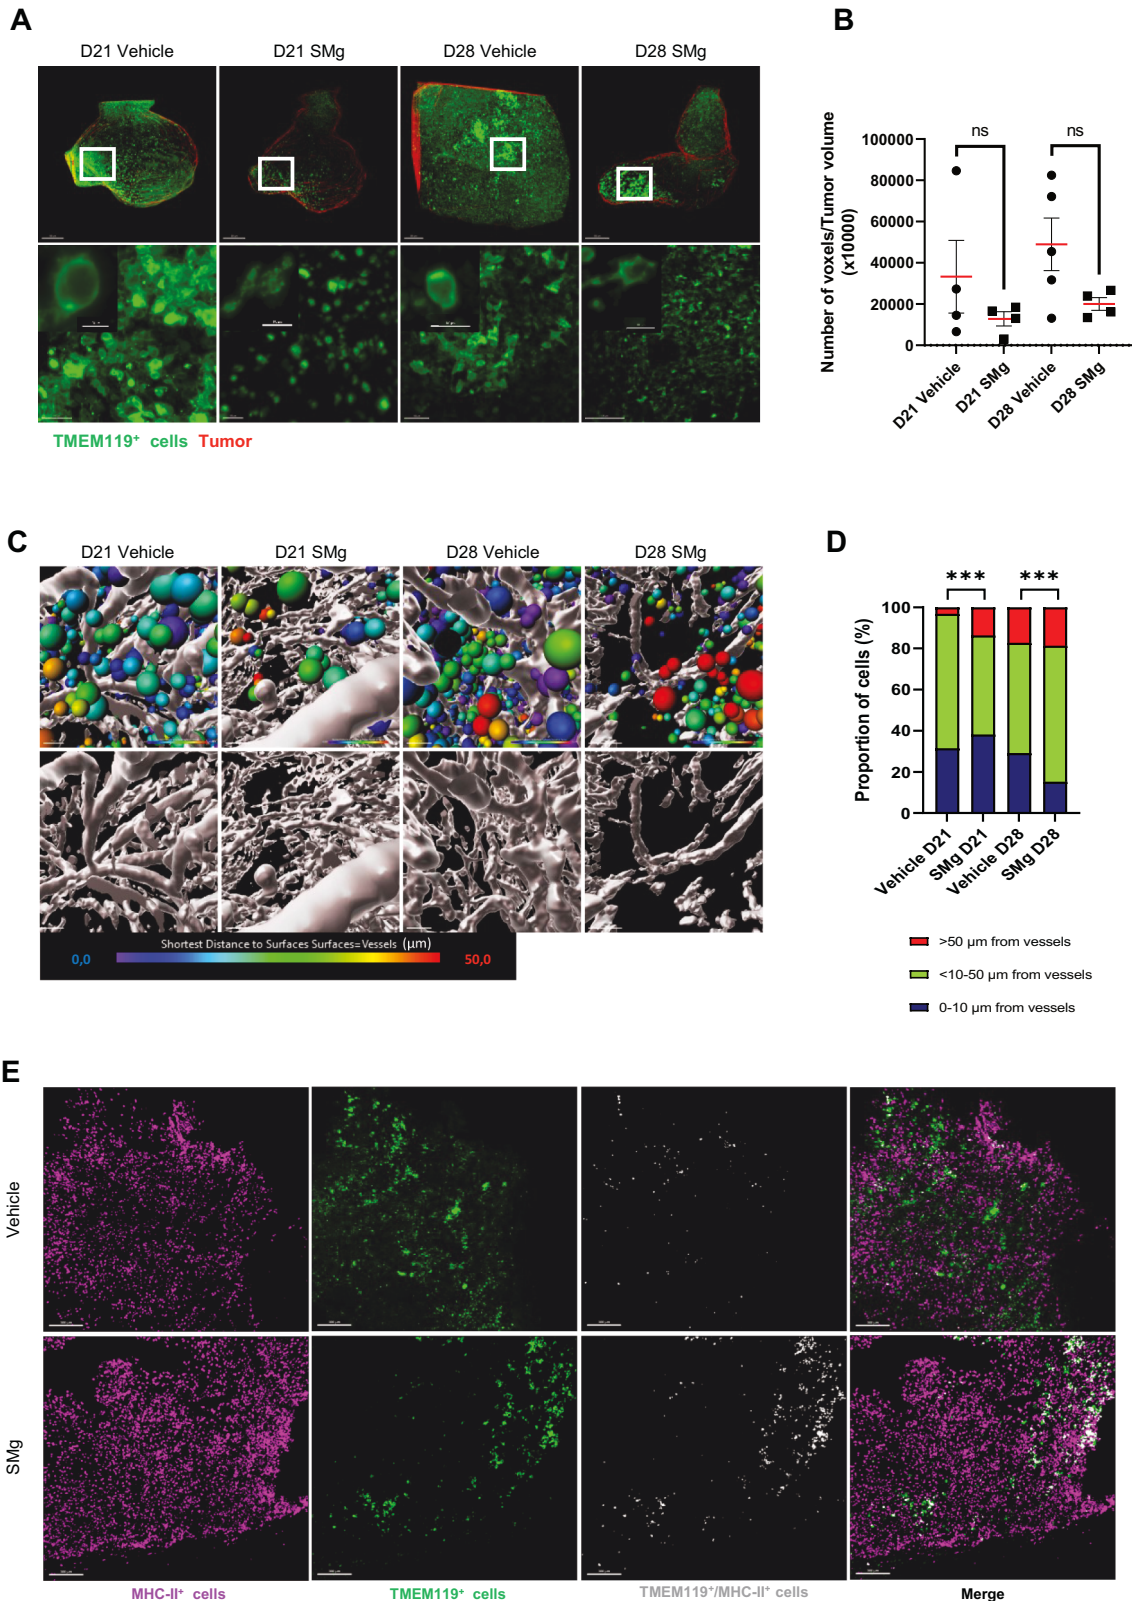 A
D21 Vehicle
D21 SMg
D28 Vehicle
D28 SMg
TMEM119⁺ cells Tumor
B
Number of voxels/Tumor volume
(x10000)
100000
80000
60000
40000
20000
0
ns
ns
D21 Vehicle
D21 SMg
D28 Vehicle
D28 SMg
C
D21 Vehicle
D21 SMg
D28 Vehicle
D28 SMg
Shortest Distance to Surfaces Surfaces=Vessels (µm)
0,0
50,0
D
Proportion of cells (%)
100
80
60
40
20
0
***
***
Vehicle D21
SMg D21
Vehicle D28
SMg D28
>50 µm from vessels
<10-50 µm from vessels
0-10 µm from vessels
E
Vehicle
SMg
MHC-II⁺ cells
TMEM119⁺ cells
TMEM119⁺/MHC-II⁺ cells
Merge